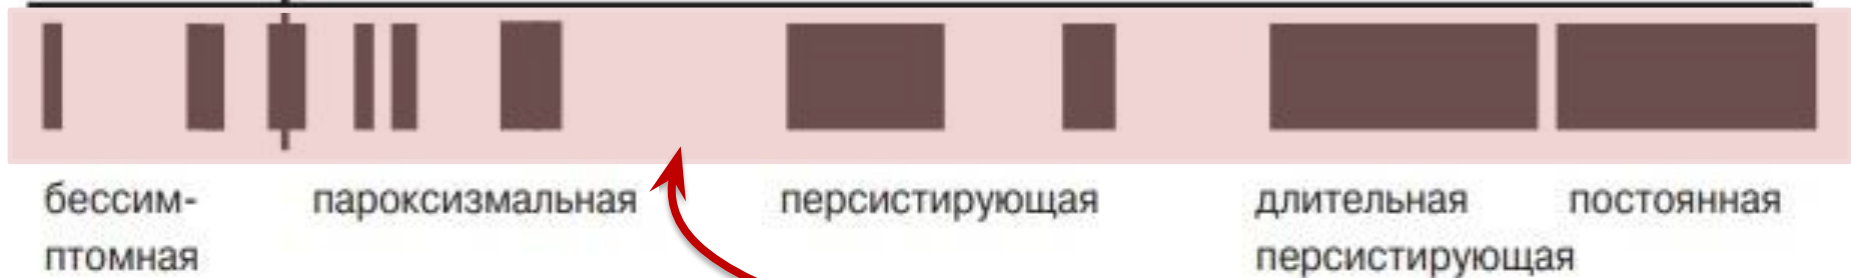 бессим- пароксизмальная персистирующая длительная постоянная
птомная персистирующая